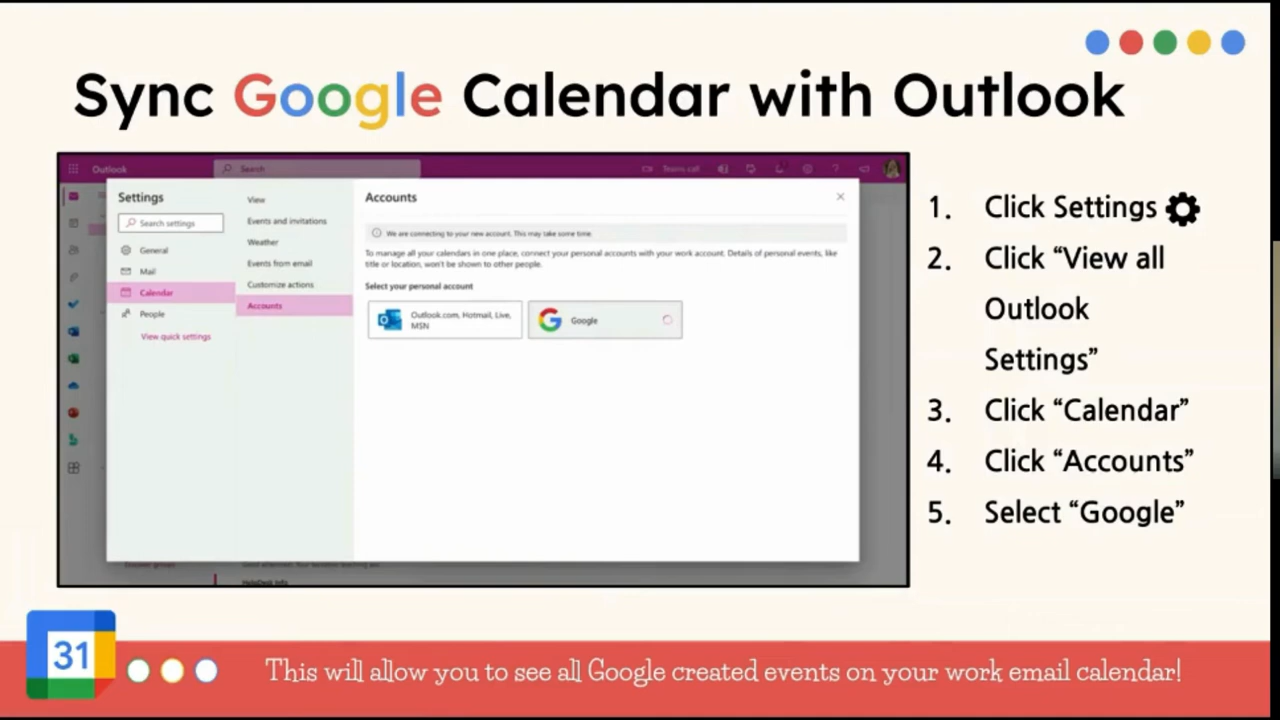 Sync Google Calendar with Outlook
Outlook
Search
Teams call
Settings
Search settings
General
Mail
Calendar
People
View quick settings
View
Events and invitations
Weather
Events from email
Customize actions
Accounts
Accounts
We are connecting to your new account. This may take some time.
To manage all your calendars in one place, connect your personal accounts with your work account. Details of personal events, like
title or location, won't be shown to other people.
Select your personal account
Outlook.com, Hotmail, Live,
MSN
Google
Discover groups
HelpDesk Info
1. Click Settings
2. Click “View all
Outlook
Settings”
3. Click “Calendar”
4. Click “Accounts”
5. Select “Google”
31
This will allow you to see all Google created events on your work email calendar!